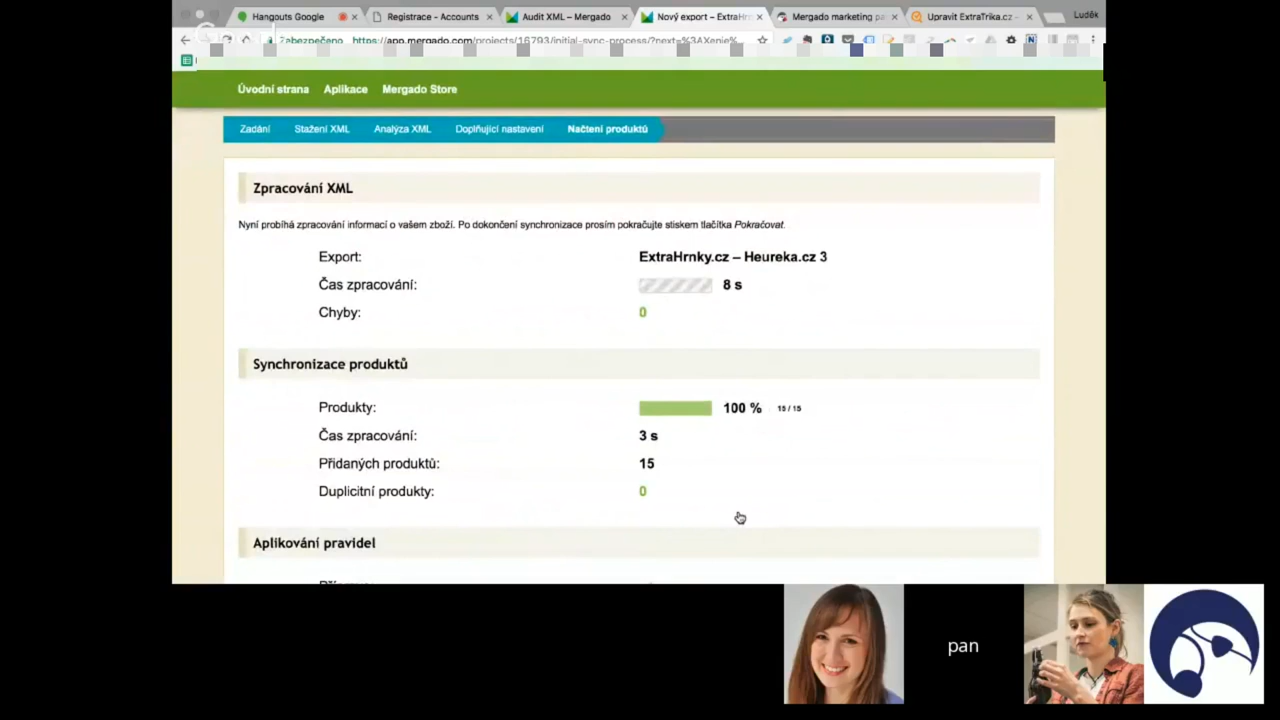 Hangouts Google
Registrace - Accounts
Audit XML – Mergado
Nový export – ExtaHr
Mergado marketing pa
Upravit ExtraTrika.cz -
Luděk
Zabezpečeno https://app.mergado.com/projects/16793/initial-sync-process/?next=%3AXenie%
Úvodní strana Aplikace Mergado Store
Zadání Stažení XML Analýza XML Doplňující nastavení Načtení produktů
Zpracování XML
Nyní probíhá zpracování informací o vašem zboží. Po dokončení synchronizace prosím pokračujte stiskem tlačítka Pokračovat.
Export: ExtraHrnky.cz – Heureka.cz 3
Čas zpracování: 8 s
Chyby: 0
Synchronizace produktů
Produkty: 100 % 15 / 15
Čas zpracování: 3 s
Přidaných produktů: 15
Duplicitní produkty: 0
Aplikování pravidel
pan